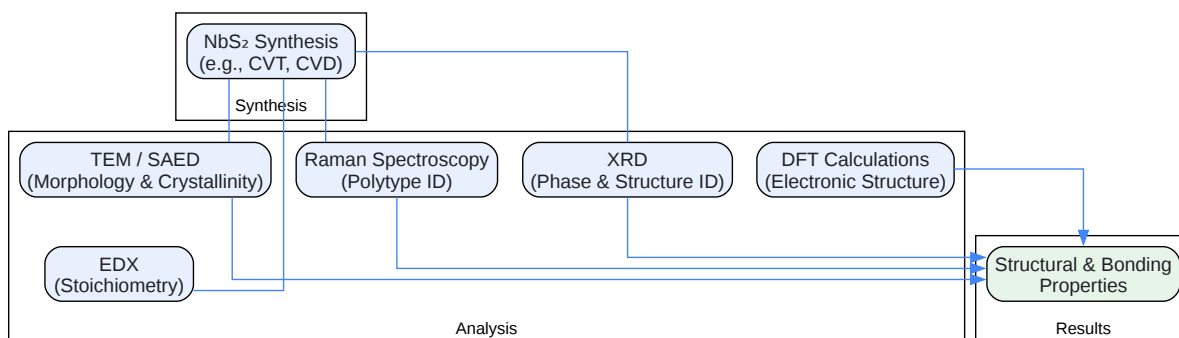 NbS₂ Synthesis
(e.g., CVT, CVD)
Synthesis
TEM / SAED
(Morphology & Crystallinity)
Raman Spectroscopy
(Polytype ID)
XRD
(Phase & Structure ID)
DFT Calculations
(Electronic Structure)
EDX
(Stoichiometry)
Structural & Bonding
Properties
Analysis
Results